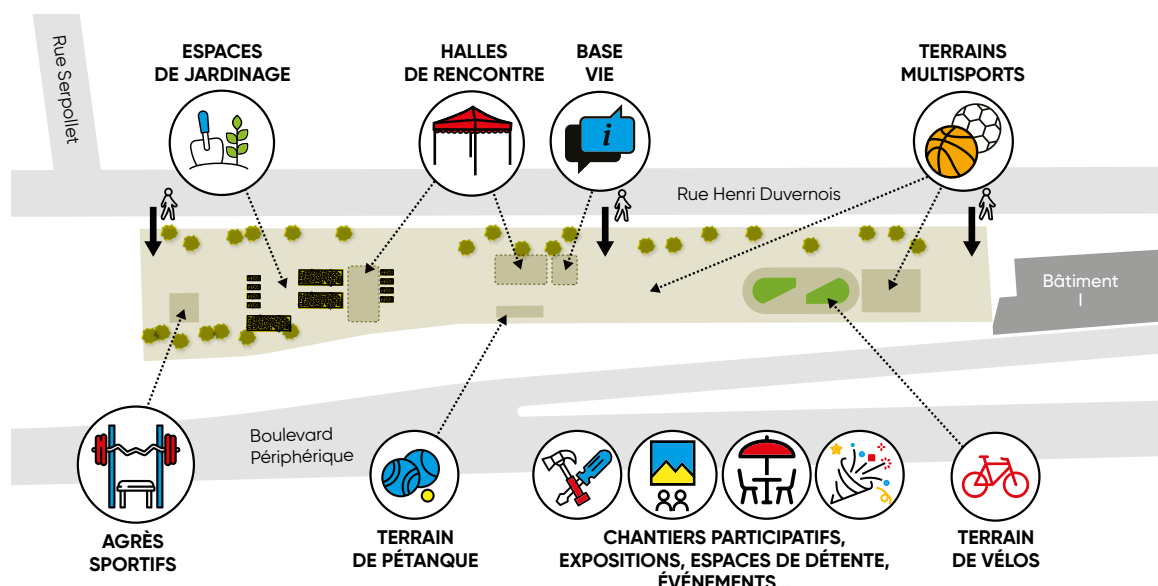 Rue Serpollet
ESPACES
DE JARDINAGE
HALLES
DE RENCONTRE
BASE
VIE
i
TERRAINS
MULTISPORTS
Rue Henri Duvernois
Bâtiment
I
Boulevard
Périphérique
AGRÈS
SPORTIFS
TERRAIN
DE PÉTANQUE
CHANTIERS PARTICIPATIFS,
EXPOSITIONS, ESPACES DE DÉTENTE,
ÉVÉNEMENTS
TERRAIN
DE VÉLOS